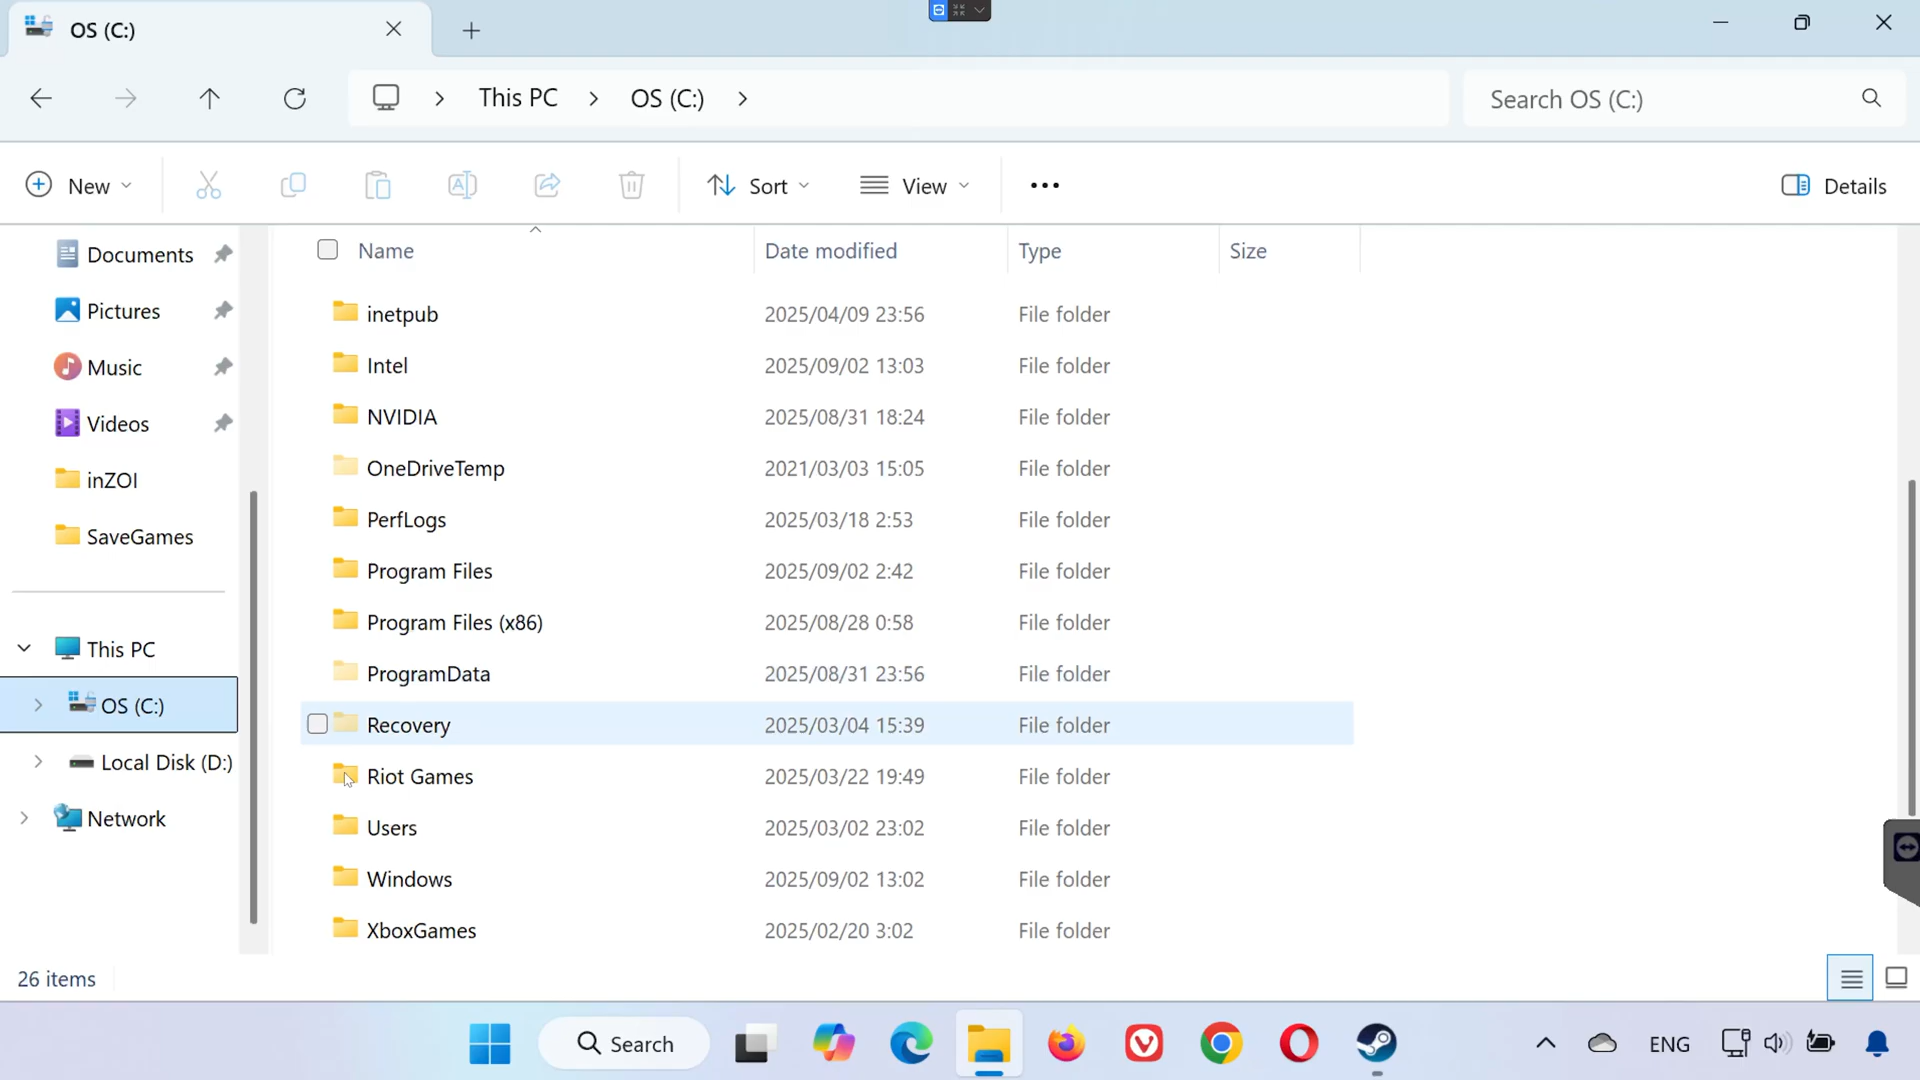 OS (C:)
This PC
OS (C:)
Search OS (C:)
New
Sort
View
Details
Documents
Pictures
Music
Videos
inZOI
SaveGames
This PC
OS (C:)
Local Disk (D:)
Network
Name Date modified Type Size
inetpub 2025/04/09 23:56 File folder
Intel 2025/09/02 13:03 File folder
NVIDIA 2025/08/31 18:24 File folder
OneDriveTemp 2021/03/03 15:05 File folder
PerfLogs 2025/03/18 2:53 File folder
Program Files 2025/09/02 2:42 File folder
Program Files (x86) 2025/08/28 0:58 File folder
ProgramData 2025/08/31 23:56 File folder
Recovery 2025/03/04 15:39 File folder
Riot Games 2025/03/22 19:49 File folder
Users 2025/03/02 23:02 File folder
Windows 2025/09/02 13:02 File folder
XboxGames 2025/02/20 3:02 File folder
26 items
Search
ENG